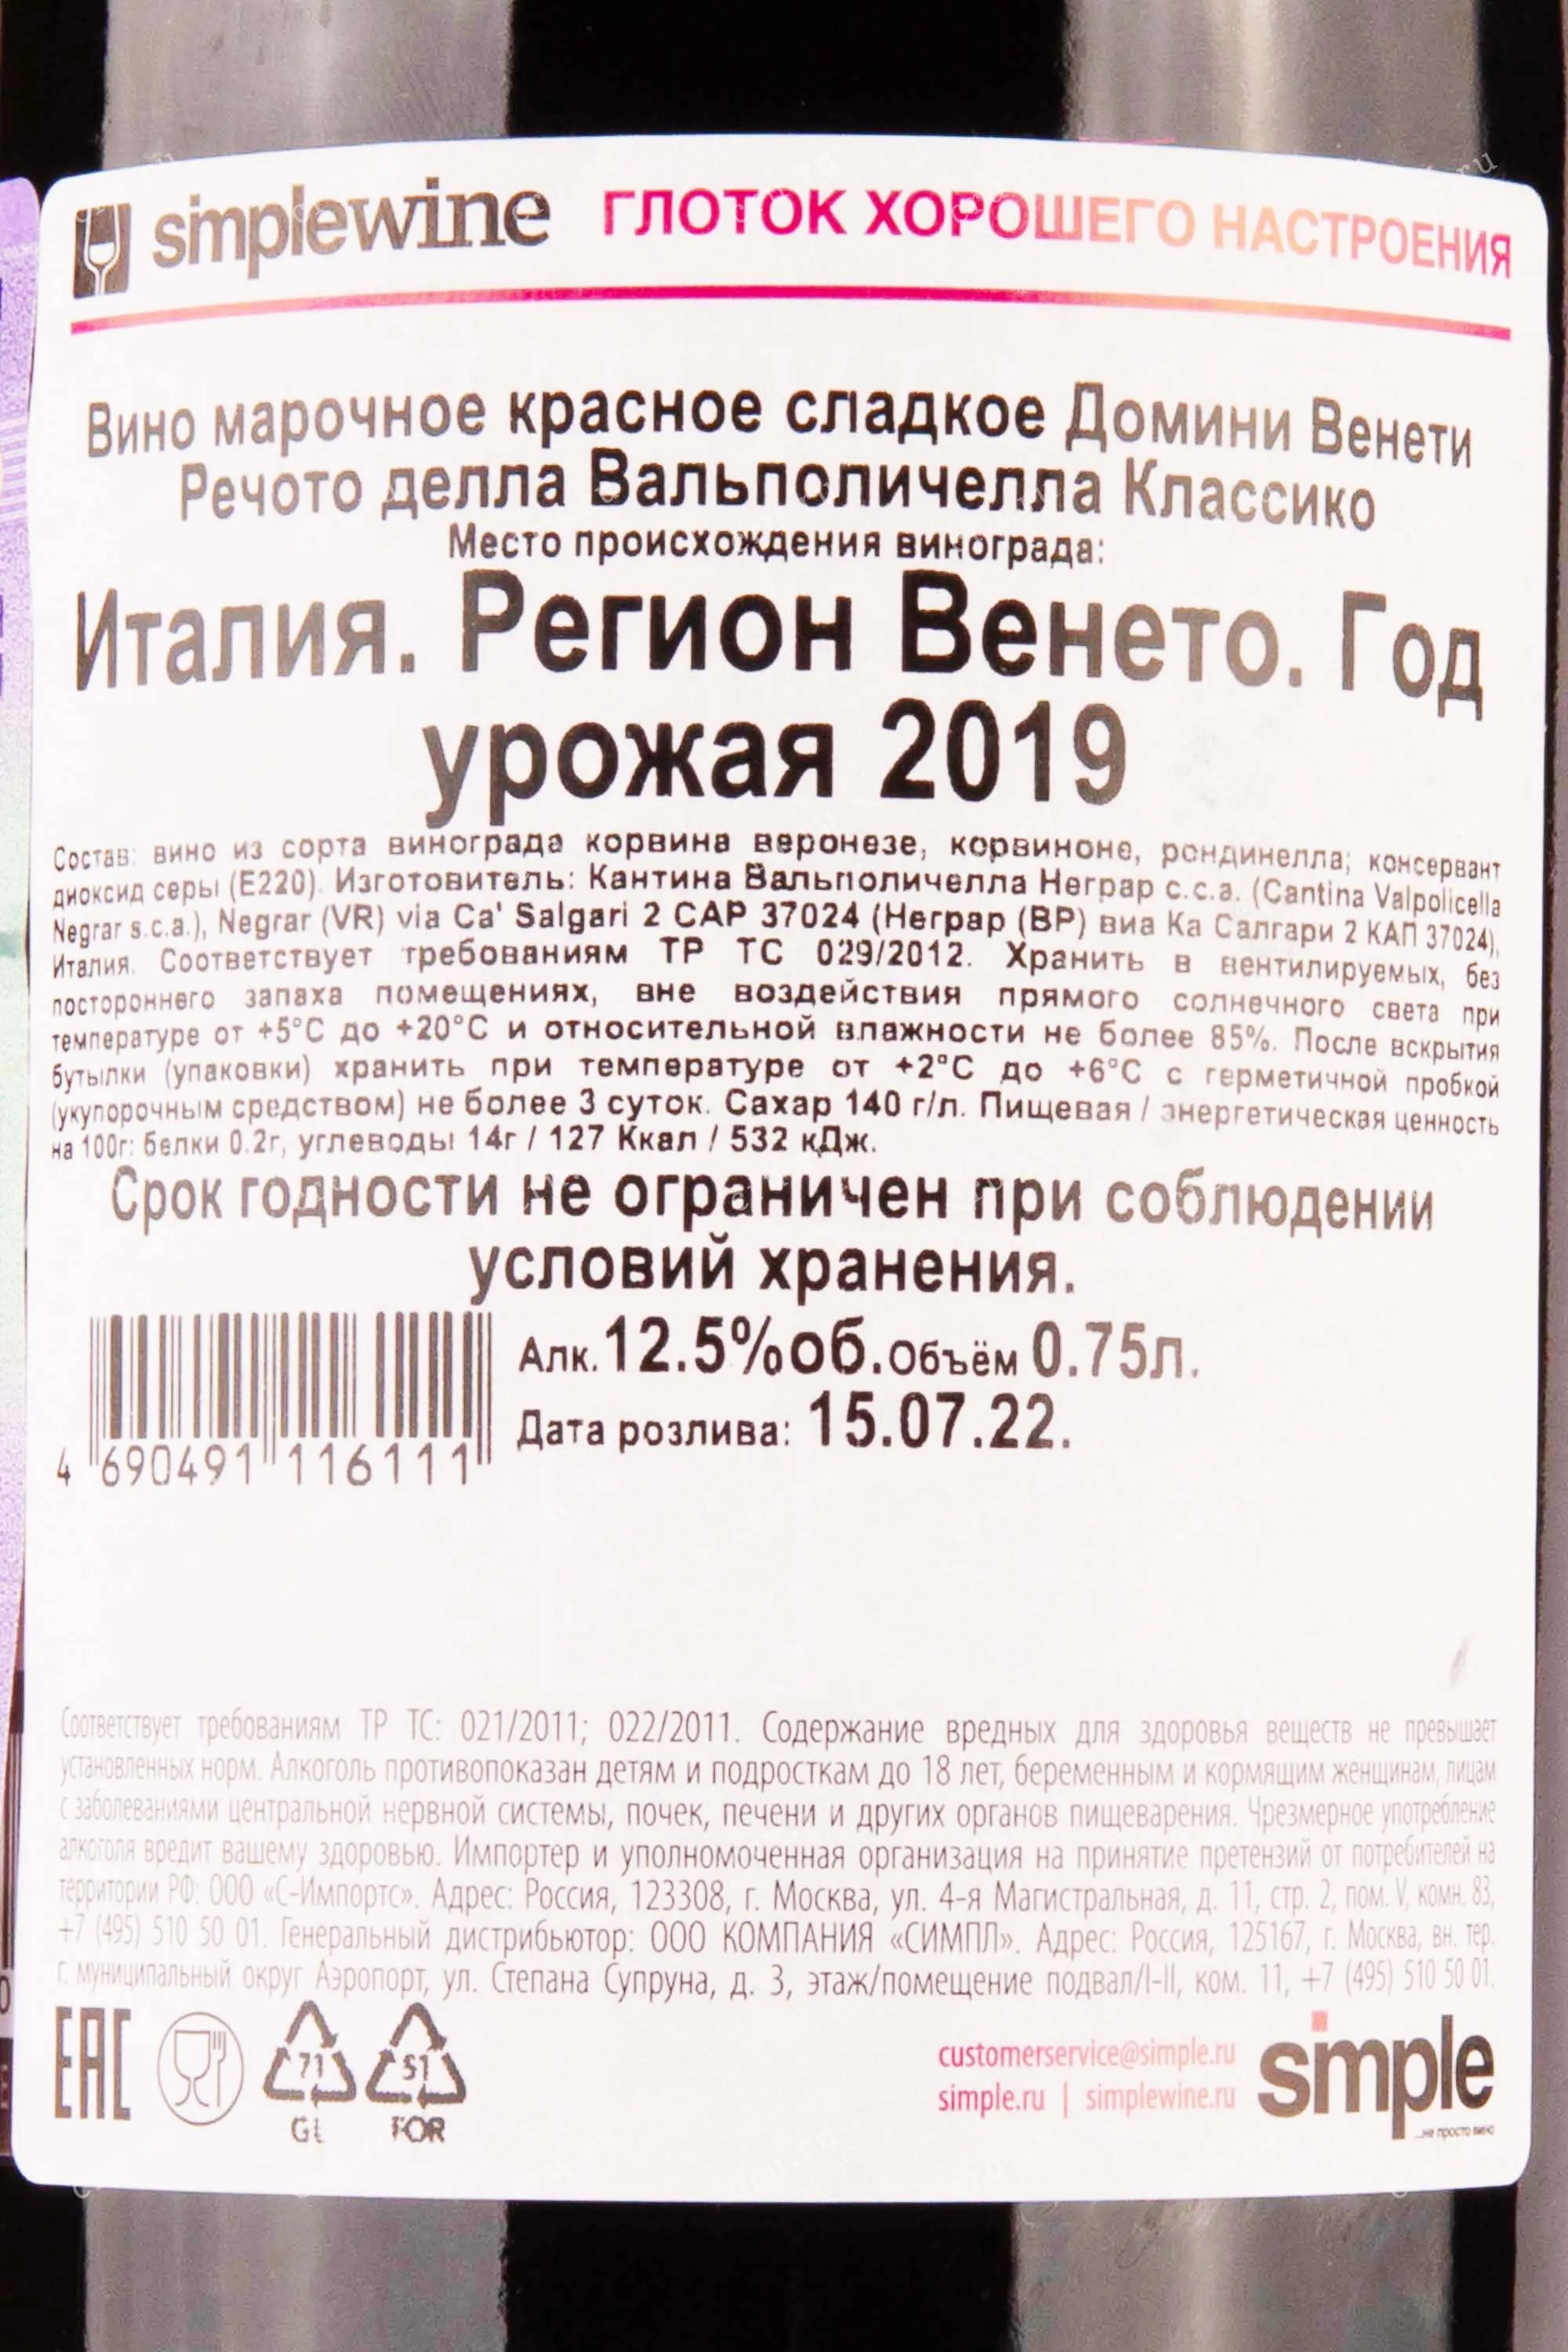 simplewine ГЛОТОК ХОРОШЕГО НАСТРОЕНИЯ
Вино марочное красное сладкое Домини Венети
Речото делла Вальполичелла Классико
Место происхождения винограда:
Италия. Регион Венето. Год
урожая 2019
Состав: вино из сорта винограда корвина веронезе, корвиноне, рондинелла; консервант
диоксид серы (Е220). Изготовитель: Кантина Вальполичелла Неграр с.с.а. (Cantina Valpolicella
Negrar s.c.a.), Negrar (VR) via Ca' Salgari 2 CAP 37024 (Неграр (ВР) виа Ка Салгари 2 КАП 37024),
Италия. Соответствует требованиям ТР ТС 029/2012. Хранить в вентилируемых, без
постороннего запаха помещениях, вне воздействия прямого солнечного света при
температуре от +5°С до +20°С и относительной влажности не более 85%. После вскрытия
бутылки (упаковки) хранить при температуре от +2°С до +6°С с герметичной пробкой
(укупорочным средством) не более 3 суток. Сахар 140 г/л. Пищевая / энергетическая ценность
на 100г: белки 0.2г, углеводы 14г / 127 Ккал / 532 кДж.
Срок годности не ограничен при соблюдении
условий хранения.
Алк. 12.5%об. Объём 0.75л.
Дата розлива: 15.07.22.
4 690491 116111
Соответствует требованиям ТР ТС: 021/2011; 022/2011. Содержание вредных для здоровья веществ не превышает
установленных норм. Алкоголь противопоказан детям и подросткам до 18 лет, беременным и кормящим женщинам, лицам
с заболеваниями центральной нервной системы, почек, печени и других органов пищеварения. Чрезмерное употребление
алкоголя вредит вашему здоровью. Импортер и уполномоченная организация на принятие претензий от потребителей на
территории РФ: ООО «С-Импортс». Адрес: Россия, 123308, г. Москва, ул. 4-я Магистральная, д. 11, стр. 2, пом. V, комн. 83,
+7 (495) 510 50 01. Генеральный дистрибьютор: ООО КОМПАНИЯ «СИМПЛ». Адрес: Россия, 125167, г. Москва, вн. тер.
г. муниципальный округ Аэропорт, ул. Степана Супруна, д. 3, этаж/помещение подвал/I-II, ком. 11, +7 (495) 510 50 01.
EAC
71
GL
51
FOR
customerservice@simple.ru
simple.ru | simplewine.ru
simple
...не просто вино